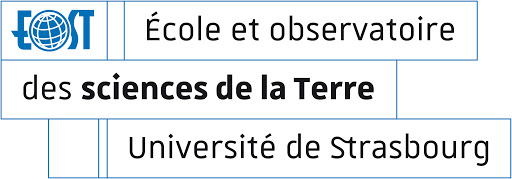 EOST École et observatoire
des sciences de la Terre
Université de Strasbourg